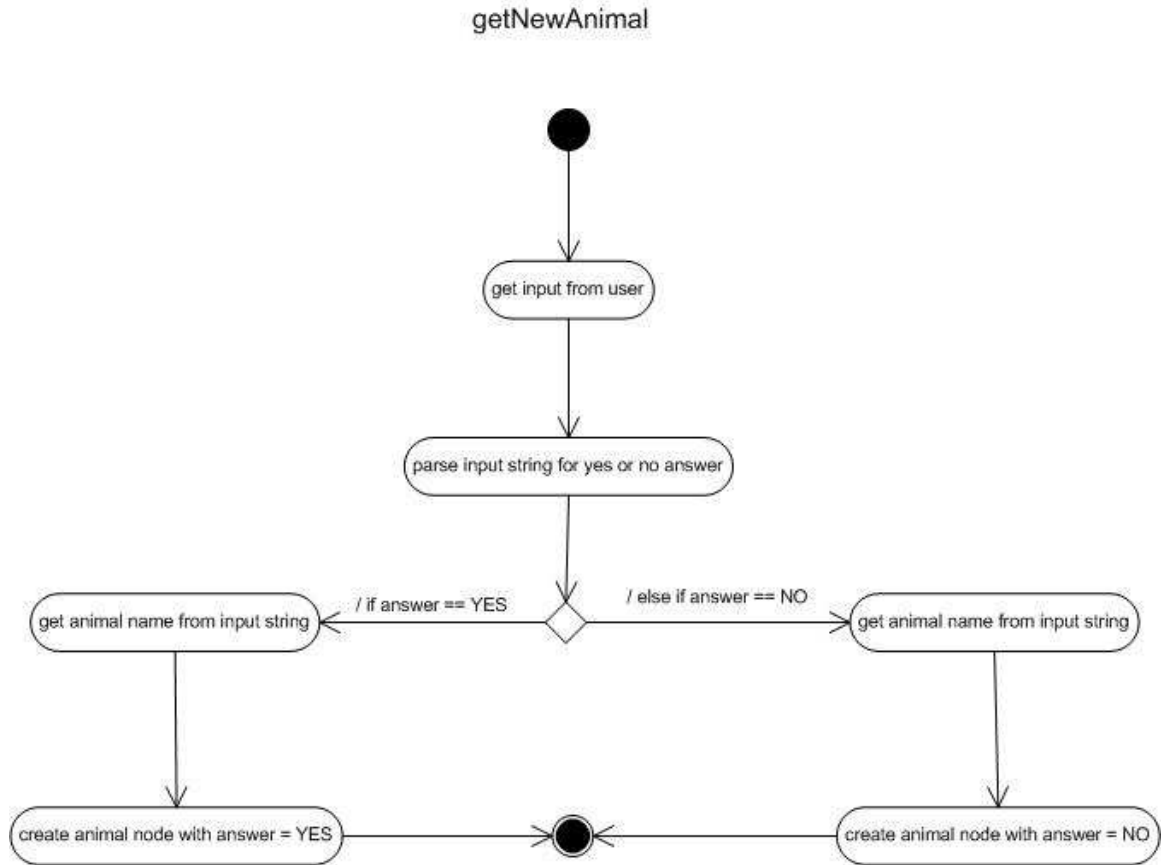 getNewAnimal
get input from user
parse input string for yes or no answer
/ if answer == YES
/ else if answer == NO
get animal name from input string
get animal name from input string
create animal node with answer = YES
create animal node with answer = NO